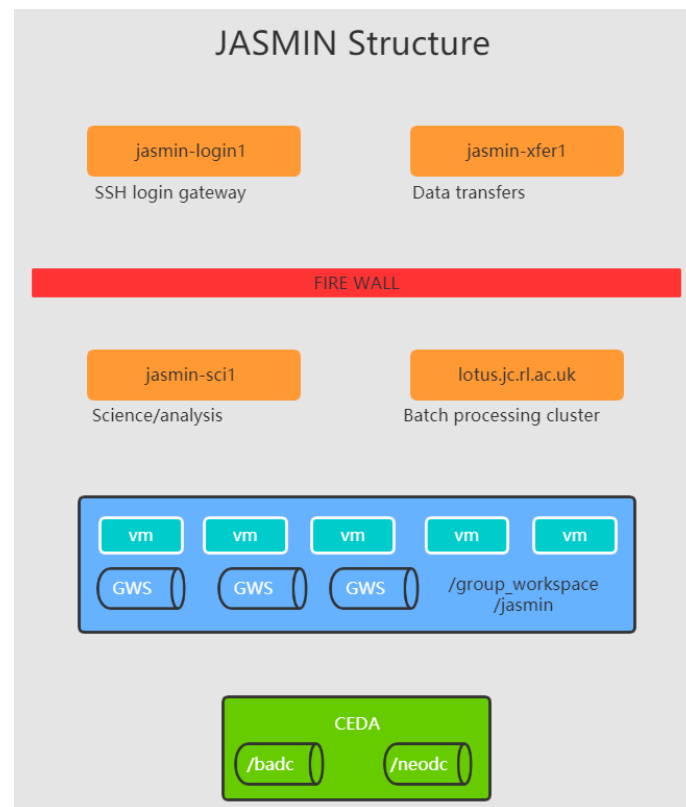 JASMIN Structure
jasmin-login1
jasmin-xfer1
SSH login gateway
Data transfers
FIRE WALL
jasmin-sci1
lotus.jc.rl.ac.uk
Science/analysis
Batch processing cluster
vm
vm
vm
vm
vm
GWS
GWS
GWS
/group_workspace
/jasmin
CEDA
/badc
/neodc